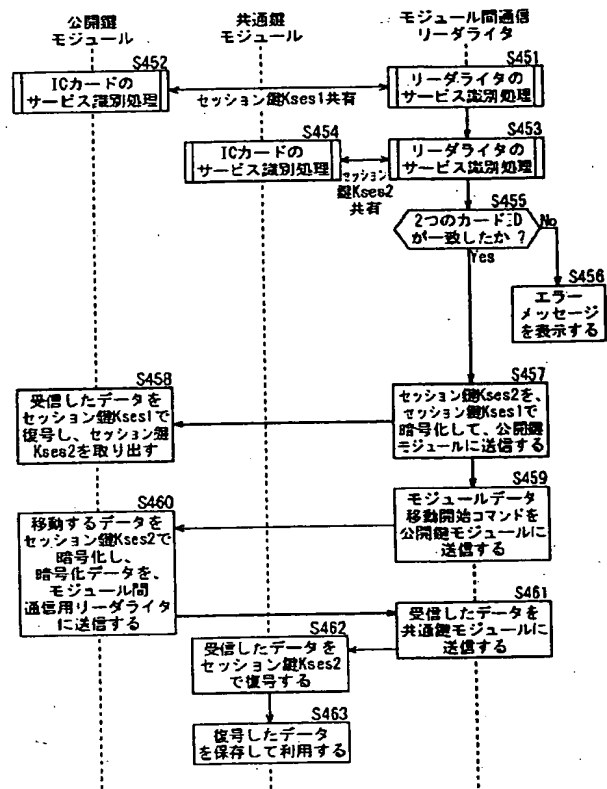 公開鍵
モジュール
共通鍵
モジュール
モジュール間通信
リーダライタ
S452
ICカードの
サービス識別処理
セッション鍵Kses1共有
S451
リーダライタの
サービス識別処理
S454
ICカードの
サービス識別処理
セッション
鍵Kses2
共有
S453
リーダライタの
サービス識別処理
S455
2つのカードID
が一致したか?
No
Yes
S456
エラー
メッセージ
を表示する
S457
セッション鍵Kses2を、
セッション鍵Kses1で
暗号化して、公開鍵
モジュールに送信する
S458
受信したデータを
セッション鍵Kses1で
復号し、セッション鍵
Kses2を取り出す
S459
モジュールデータ
移動開始コマンドを
公開鍵モジュールに
送信する
S460
移動するデータを
セッション鍵Kses2で
暗号化し、
暗号化データを、
モジュール間
通信用リーダライタ
に送信する
S461
受信したデータを
共通鍵モジュールに
送信する
S462
受信したデータを
セッション鍵Kses2
で復号する
S463
復号したデータ
を保存して利用する